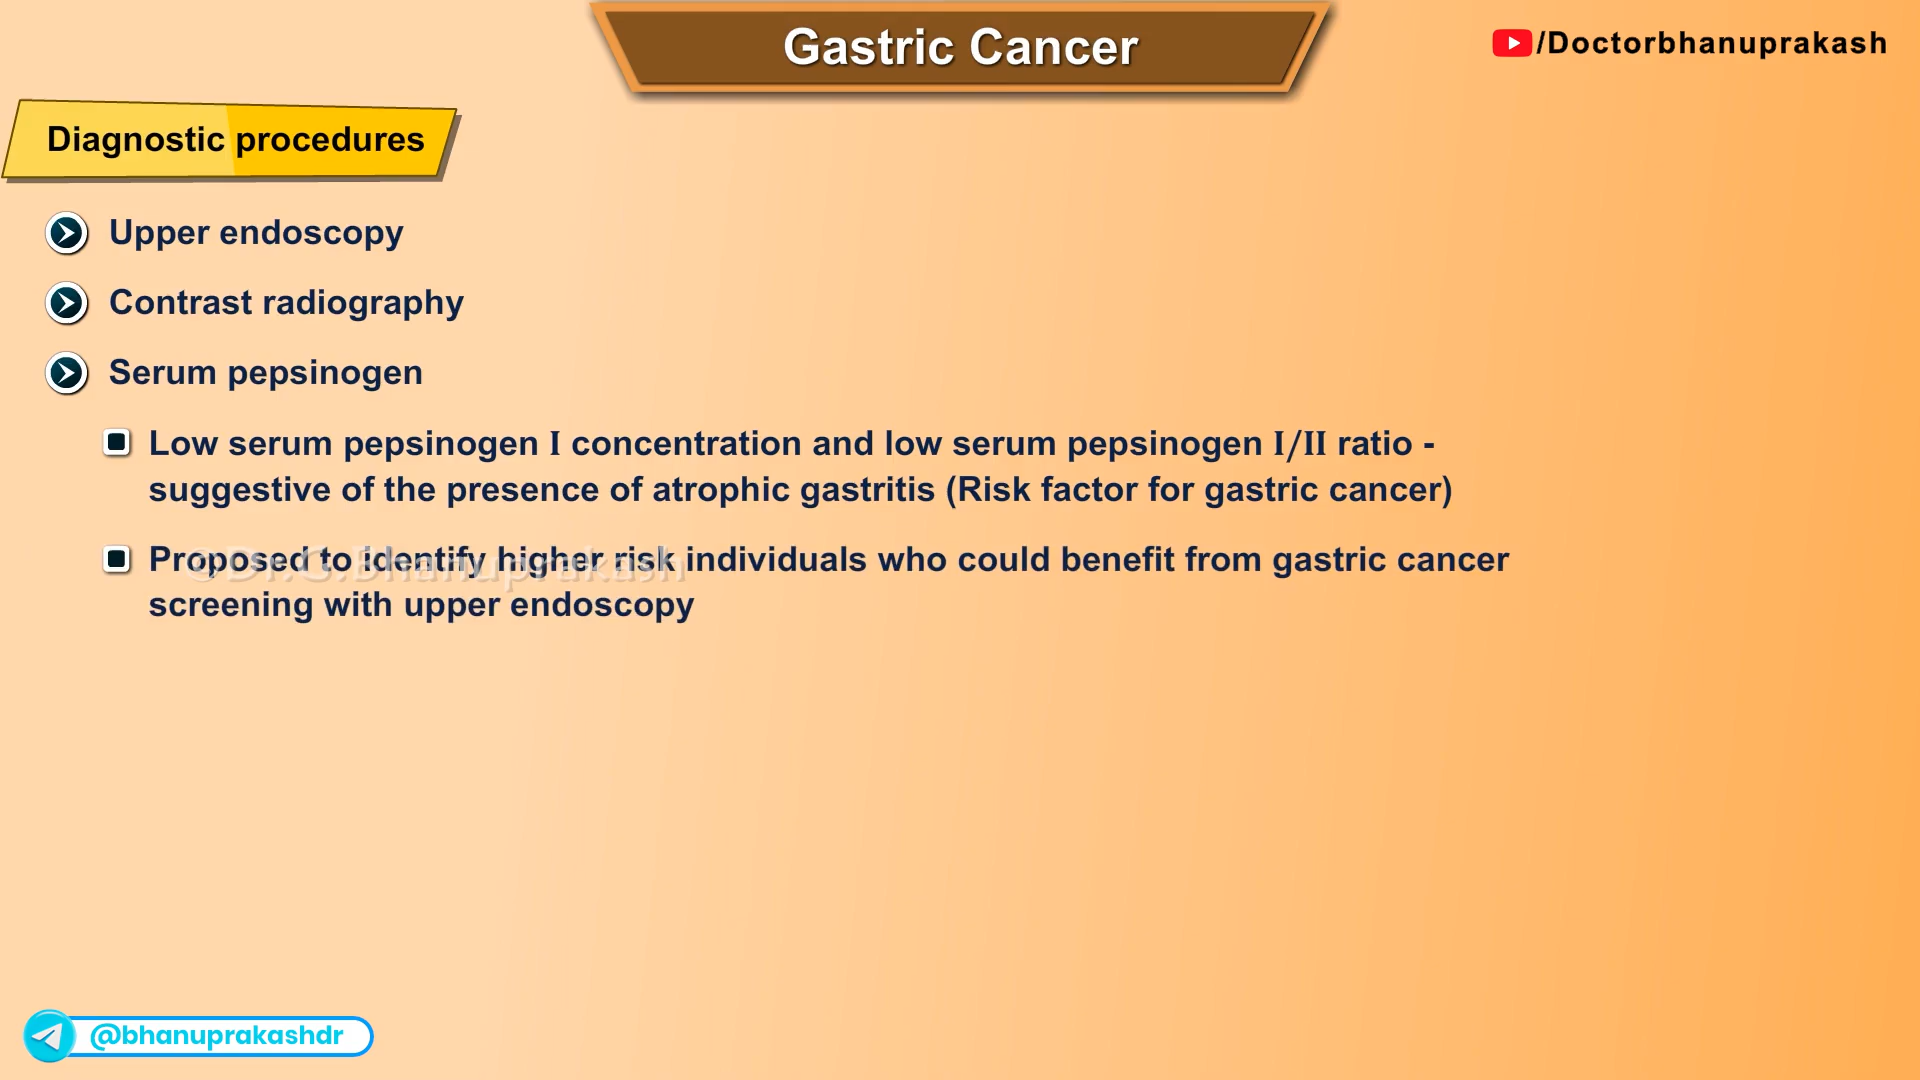 Gastric Cancer
/Doctorbhanuprakash
Diagnostic procedures
Upper endoscopy
Contrast radiography
Serum pepsinogen
Low serum pepsinogen I concentration and low serum pepsinogen I/II ratio -
suggestive of the presence of atrophic gastritis (Risk factor for gastric cancer)
Proposed to identify higher risk individuals who could benefit from gastric cancer
©Dr.G.Bhanuprakash
screening with upper endoscopy
@bhanuprakashdr